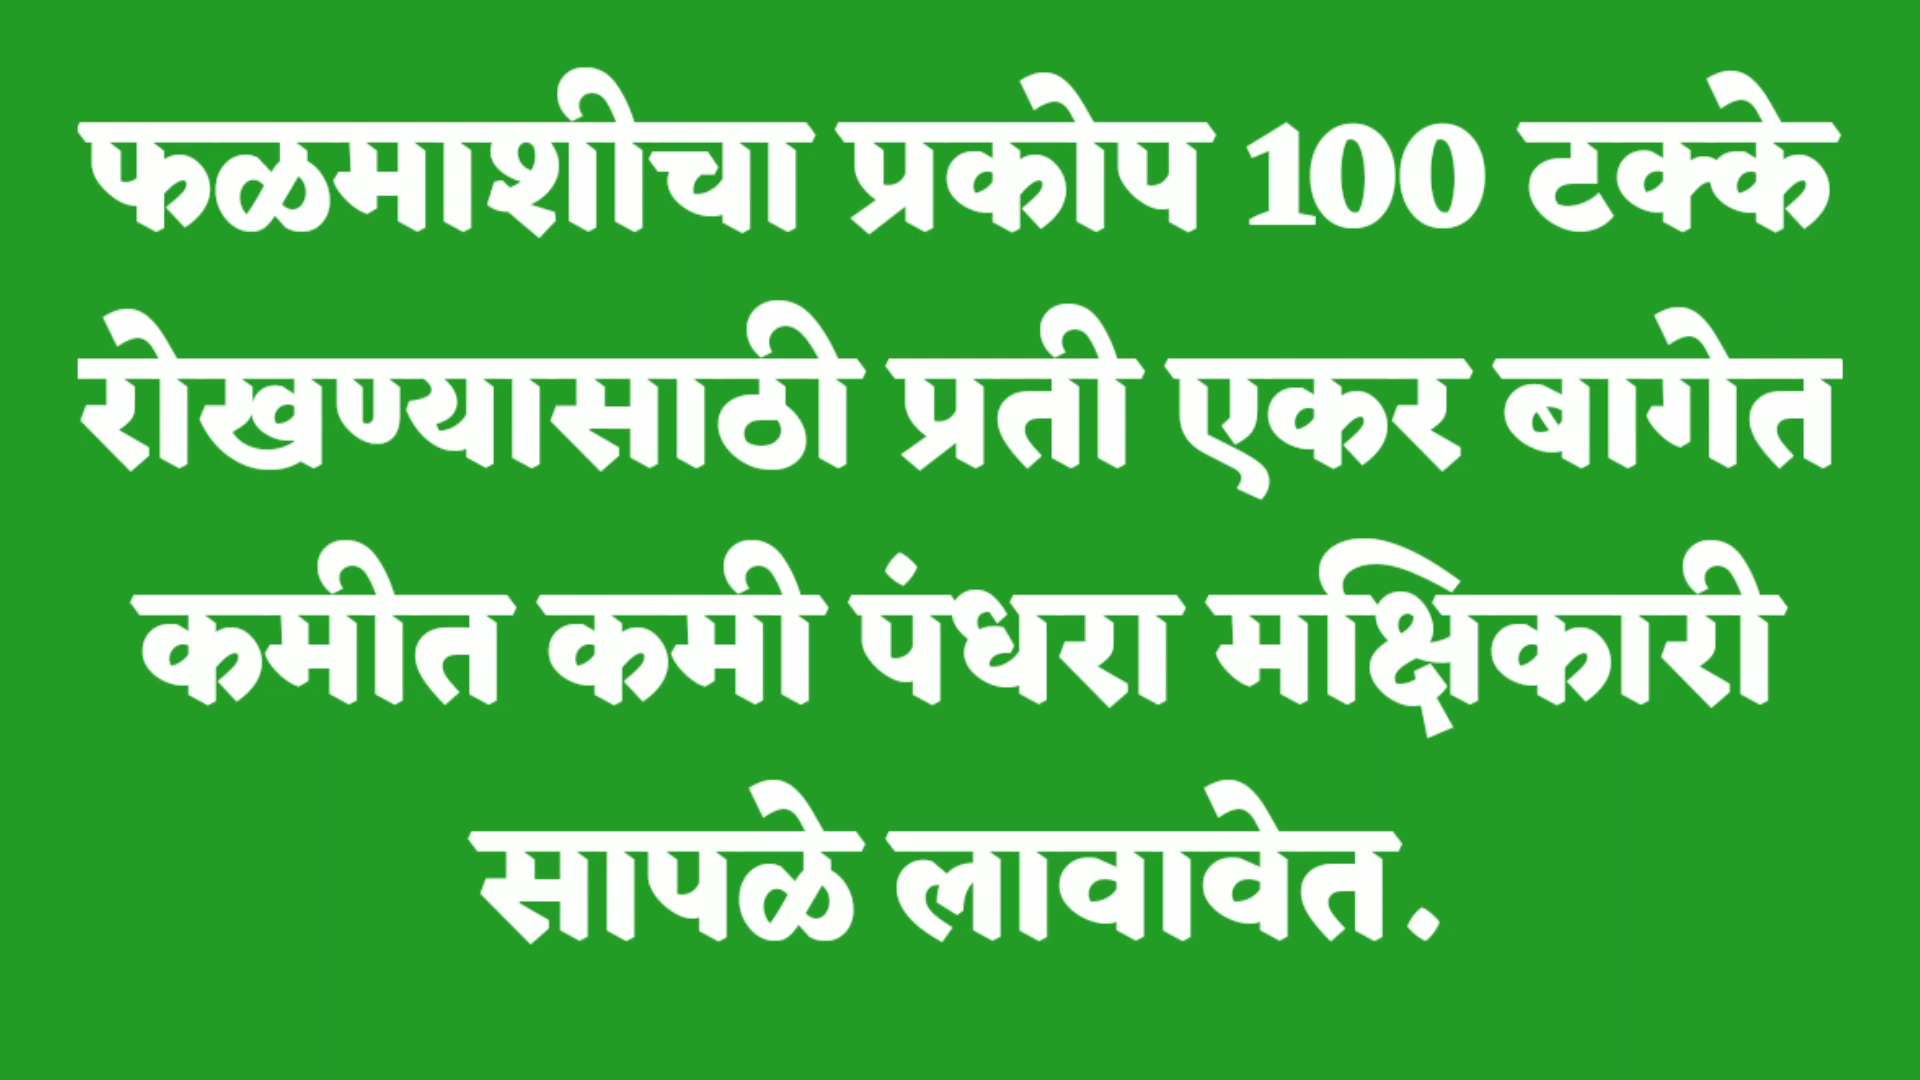 फळमाशीचा प्रकोप 100 टक्के
रोखण्यासाठी प्रती एकर बागेत
कमीत कमी पंधरा मक्षिकारी
सापळे लावावेत.